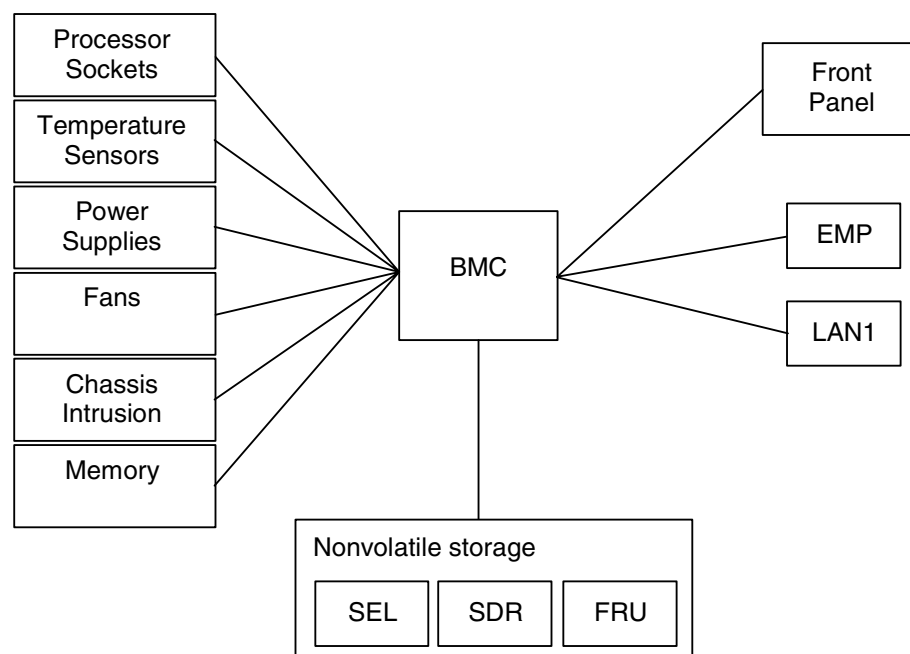 Processor
Sockets
Temperature
Sensors
Power
Supplies
Fans
Chassis
Intrusion
Memory
BMC
Front
Panel
EMP
LAN1
Nonvolatile storage
SEL
SDR
FRU